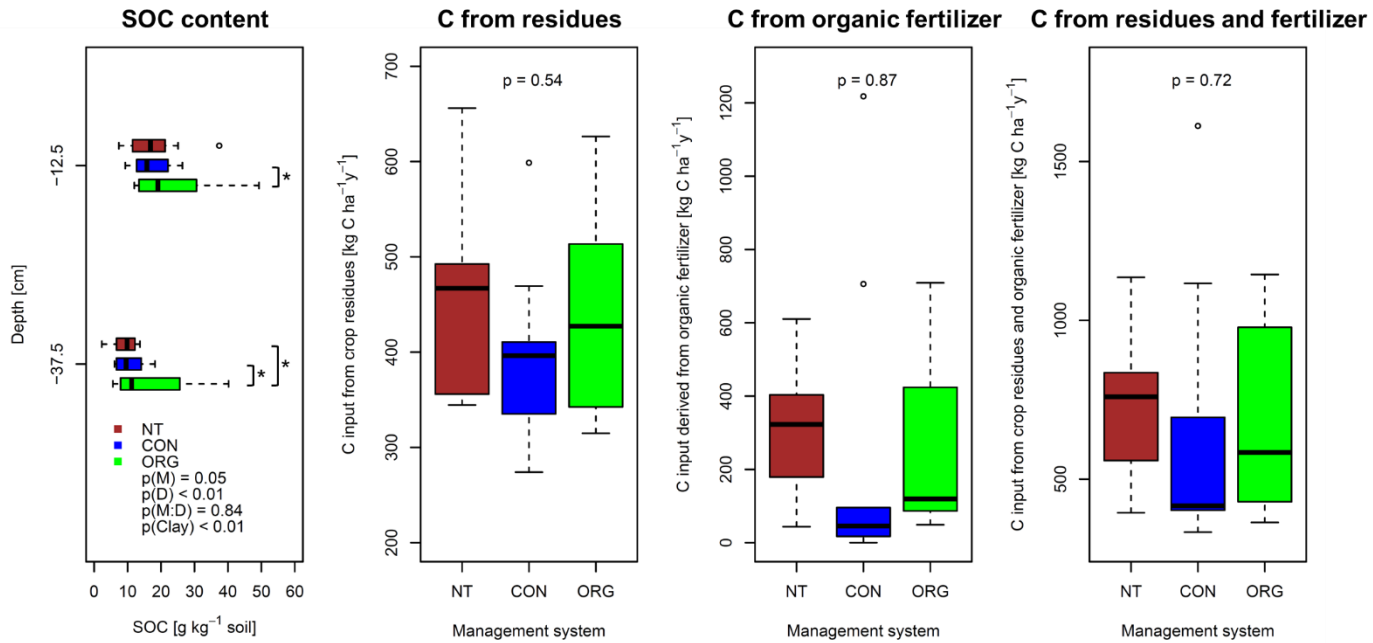 SOC content
C from residues
C from organic fertilizer
C from residues and fertilizer
Depth [cm]
−12.5
−37.5
*
*
*
NT
CON
ORG
p(M) = 0.05
p(D) < 0.01
p(M:D) = 0.84
p(Clay) < 0.01
0 10 20 30 40 50 60
SOC [g kg⁻¹ soil]
C input from crop residues [kg C ha⁻¹y⁻¹]
700
600
500
400
300
200
p = 0.54
NT CON ORG
Management system
C input derived from organic fertilizer [kg C ha⁻¹y⁻¹]
1200
1000
800
600
400
200
0
p = 0.87
NT CON ORG
Management system
C input from crop residues and organic fertilizer [kg C ha⁻¹y⁻¹]
1500
1000
500
p = 0.72
NT CON ORG
Management system